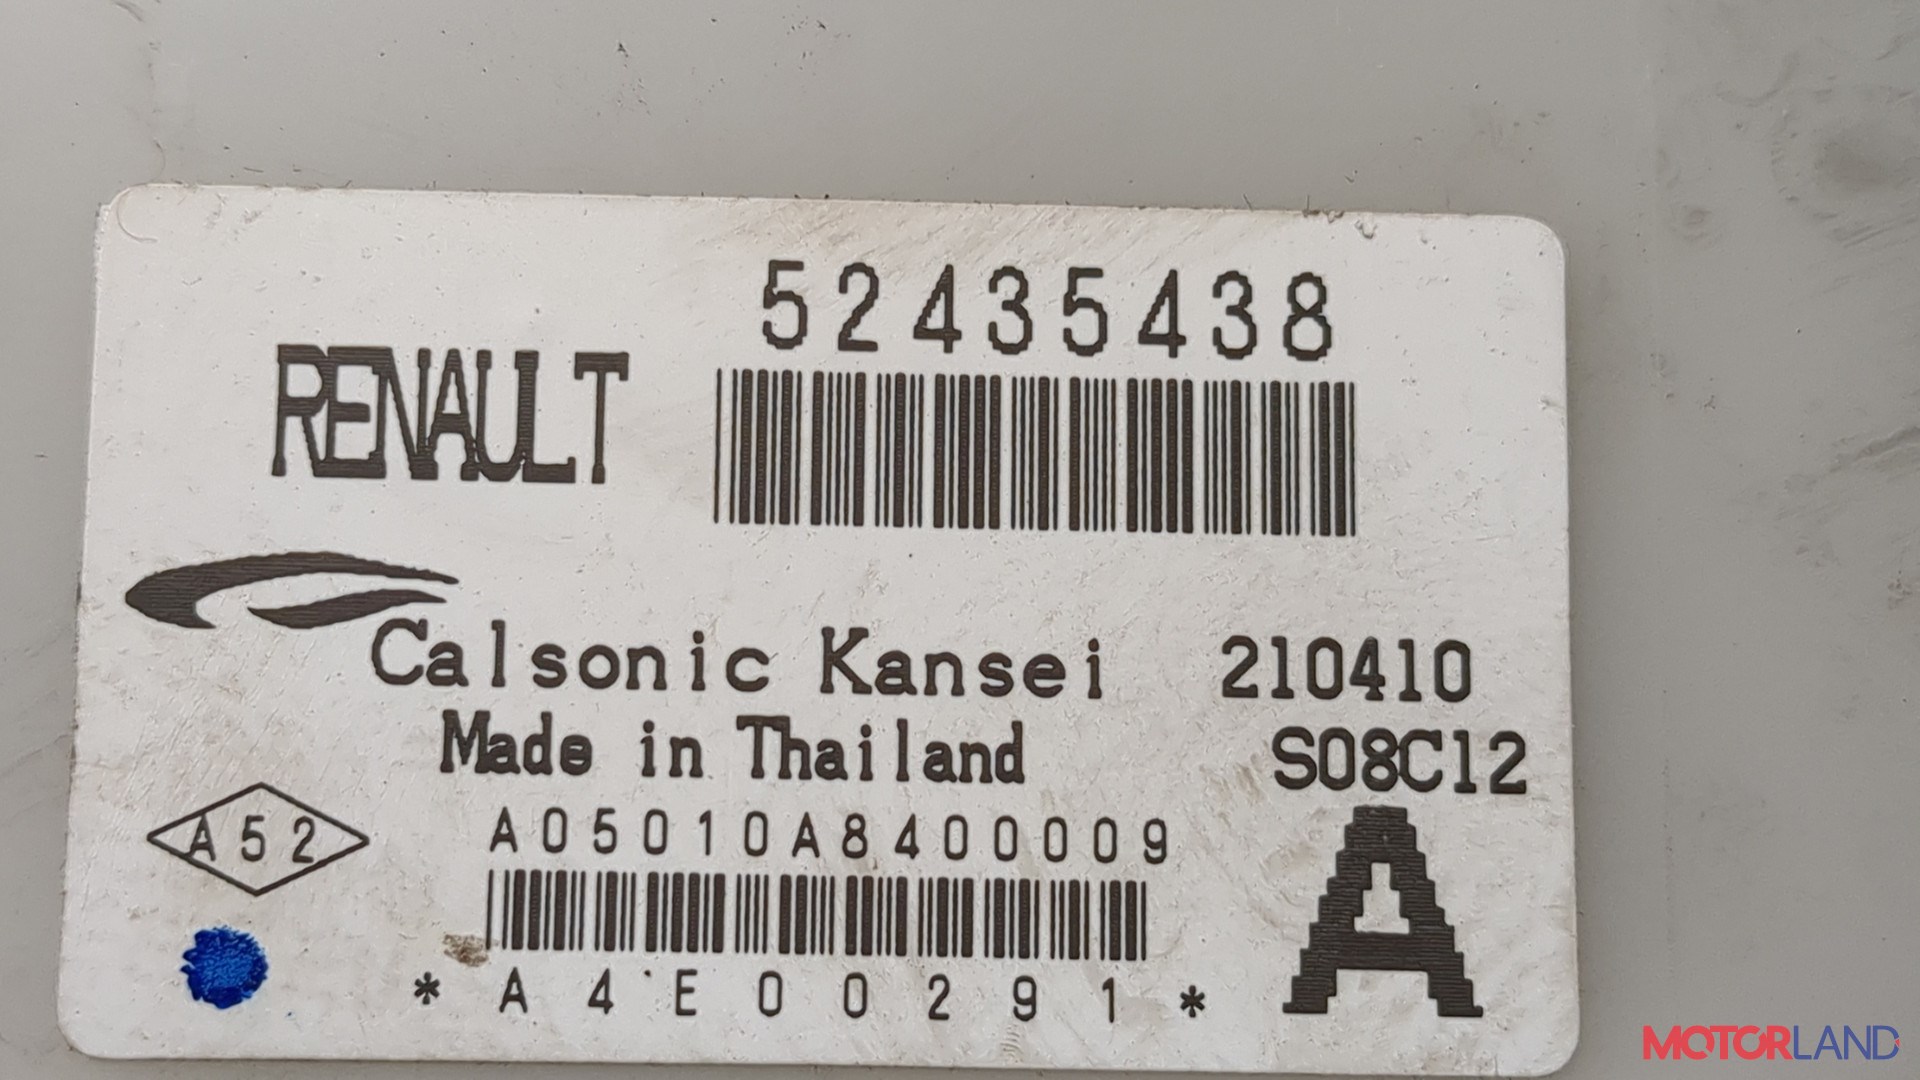 52435438
RENAULT
Calsonic Kansei 210410
Made in Thailand S08C12
A52
A05010A8400009
A
*A4E00291*
MOTORLAND